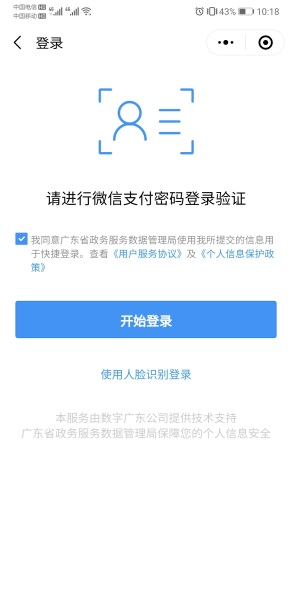 中国电信 HD 4G 4G
中国移动 HD
43% 10:18
登录
请进行微信支付密码登录验证
我同意广东省政务服务数据管理局使用我所提交的信息用
于快捷登录。查看《用户服务协议》及《个人信息保护政
策》
开始登录
使用人脸识别登录
本服务由数字广东公司提供技术支持
广东省政务服务数据管理局保障您的个人信息安全